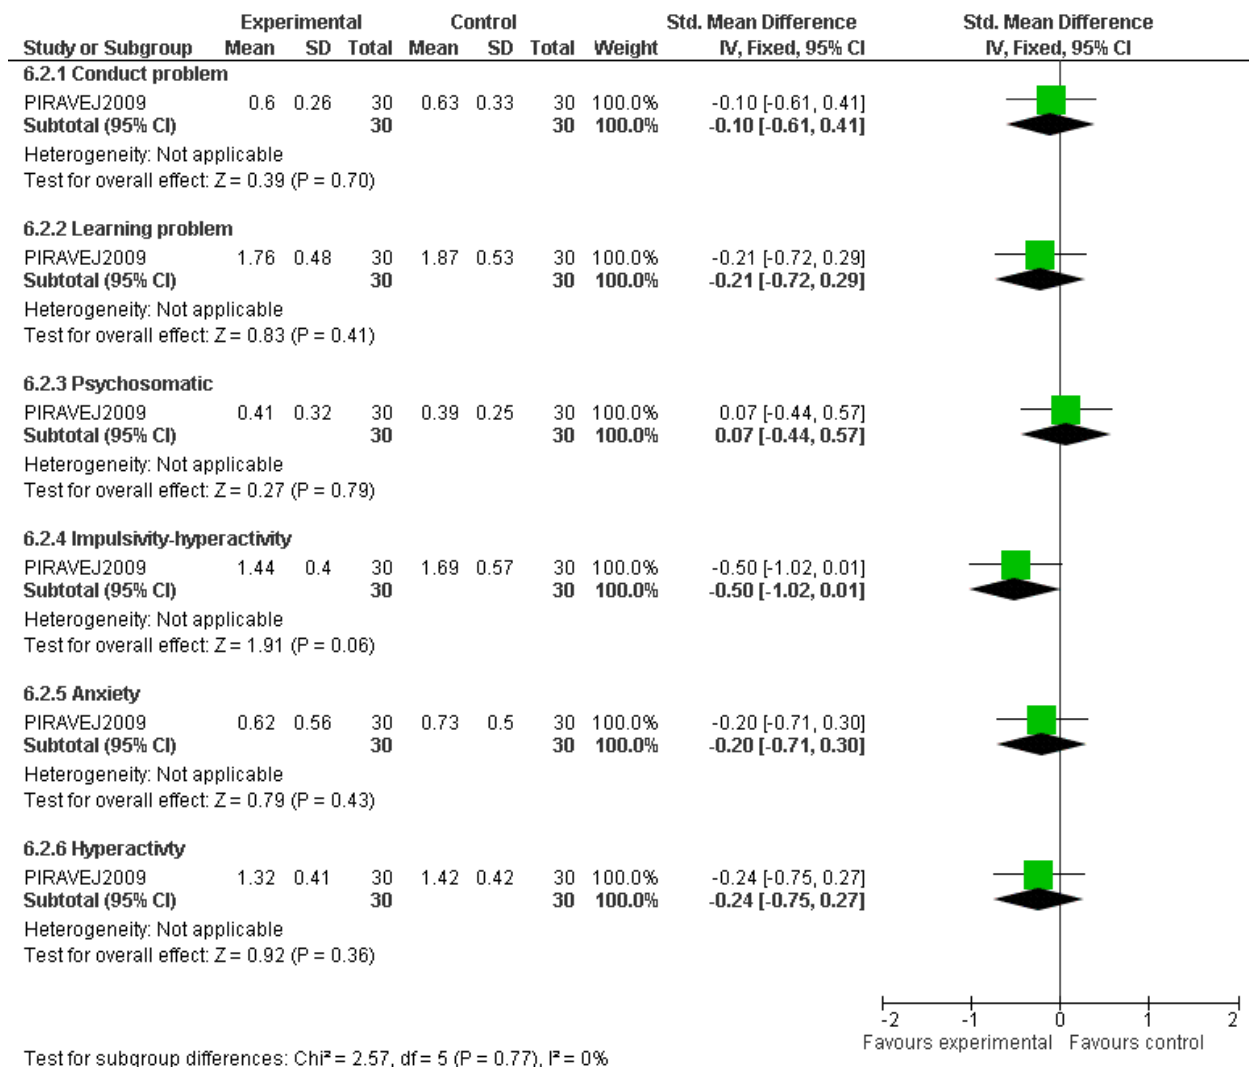 Experimental Control Std. Mean Difference Std. Mean Difference
Study or Subgroup Mean SD Total Mean SD Total Weight IV, Fixed, 95% CI IV, Fixed, 95% CI
6.2.1 Conduct problem
PIRAVEJ2009 0.6 0.26 30 0.63 0.33 30 100.0% -0.10 [-0.61, 0.41]
Subtotal (95% CI) 30 30 100.0% -0.10 [-0.61, 0.41]
Heterogeneity: Not applicable
Test for overall effect: Z = 0.39 (P = 0.70)
6.2.2 Learning problem
PIRAVEJ2009 1.76 0.48 30 1.87 0.53 30 100.0% -0.21 [-0.72, 0.29]
Subtotal (95% CI) 30 30 100.0% -0.21 [-0.72, 0.29]
Heterogeneity: Not applicable
Test for overall effect: Z = 0.83 (P = 0.41)
6.2.3 Psychosomatic
PIRAVEJ2009 0.41 0.32 30 0.39 0.25 30 100.0% 0.07 [-0.44, 0.57]
Subtotal (95% CI) 30 30 100.0% 0.07 [-0.44, 0.57]
Heterogeneity: Not applicable
Test for overall effect: Z = 0.27 (P = 0.79)
6.2.4 Impulsivity-hyperactivity
PIRAVEJ2009 1.44 0.4 30 1.69 0.57 30 100.0% -0.50 [-1.02, 0.01]
Subtotal (95% CI) 30 30 100.0% -0.50 [-1.02, 0.01]
Heterogeneity: Not applicable
Test for overall effect: Z = 1.91 (P = 0.06)
6.2.5 Anxiety
PIRAVEJ2009 0.62 0.56 30 0.73 0.5 30 100.0% -0.20 [-0.71, 0.30]
Subtotal (95% CI) 30 30 100.0% -0.20 [-0.71, 0.30]
Heterogeneity: Not applicable
Test for overall effect: Z = 0.79 (P = 0.43)
6.2.6 Hyperactivty
PIRAVEJ2009 1.32 0.41 30 1.42 0.42 30 100.0% -0.24 [-0.75, 0.27]
Subtotal (95% CI) 30 30 100.0% -0.24 [-0.75, 0.27]
Heterogeneity: Not applicable
Test for overall effect: Z = 0.92 (P = 0.36)
-2 -1 0 1 2
Favours experimental Favours control
Test for subgroup differences: Chi² = 2.57, df = 5 (P = 0.77), I² = 0%